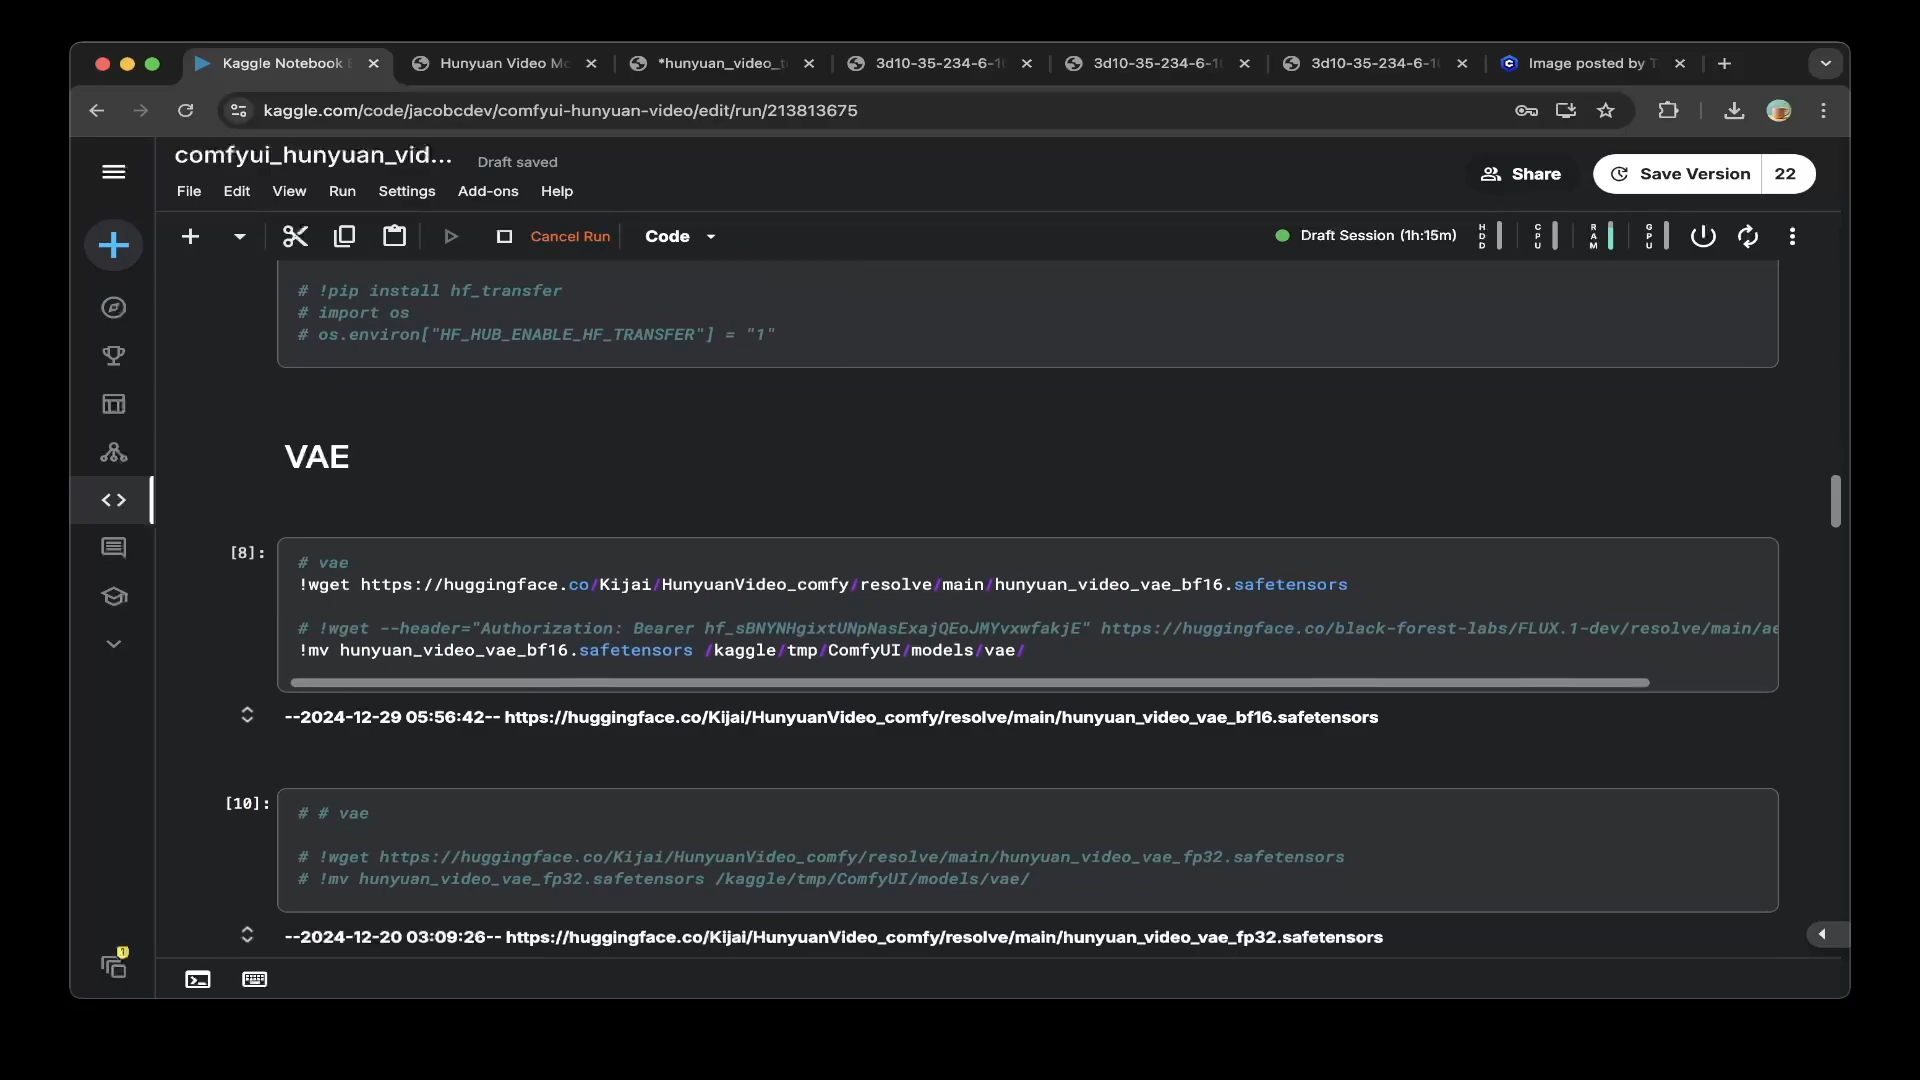 Kaggle Notebook
Hunyuan Video Mo
*hunyuan_video_t
3d10-35-234-6-1
3d10-35-234-6-1
3d10-35-234-6-1
Image posted by T
kaggle.com/code/jacobcdev/comfyui-hunyuan-video/edit/run/213813675
comfyui_hunyuan_vid...
Draft saved
File Edit View Run Settings Add-ons Help
Share
Save Version 22
Cancel Run
Code
Draft Session (1h:15m)
HDD
CPU
RAM
GPU
# !pip install hf_transfer
# import os
# os.environ["HF_HUB_ENABLE_HF_TRANSFER"] = "1"
VAE
[8]:
# vae
!wget https://huggingface.co/Kijai/HunyuanVideo_comfy/resolve/main/hunyuan_video_vae_bf16.safetensors
# !wget --header="Authorization: Bearer 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" https://huggingface.co/black-forest-labs/FLUX.1-dev/resolve/main/ae
!mv hunyuan_video_vae_bf16.safetensors /kaggle/tmp/ComfyUI/models/vae/
--2024-12-29 05:56:42-- https://huggingface.co/Kijai/HunyuanVideo_comfy/resolve/main/hunyuan_video_vae_bf16.safetensors
[10]:
# # vae
# !wget https://huggingface.co/Kijai/HunyuanVideo_comfy/resolve/main/hunyuan_video_vae_fp32.safetensors
# !mv hunyuan_video_vae_fp32.safetensors /kaggle/tmp/ComfyUI/models/vae/
--2024-12-20 03:09:26-- https://huggingface.co/Kijai/HunyuanVideo_comfy/resolve/main/hunyuan_video_vae_fp32.safetensors
1